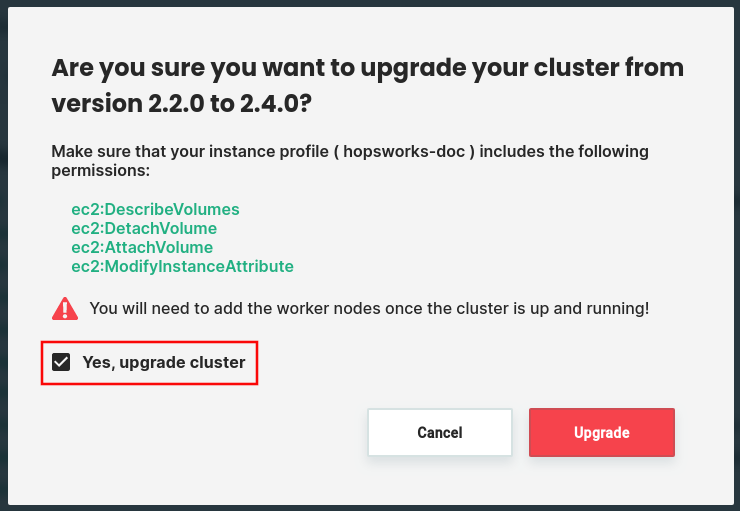 Are you sure you want to upgrade your cluster from
version 2.2.0 to 2.4.0?
Make sure that your instance profile ( hopsworks-doc ) includes the following
permissions:
ec2:DescribeVolumes
ec2:DetachVolume
ec2:AttachVolume
ec2:ModifyInstanceAttribute
You will need to add the worker nodes once the cluster is up and running!
Yes, upgrade cluster
Cancel
Upgrade